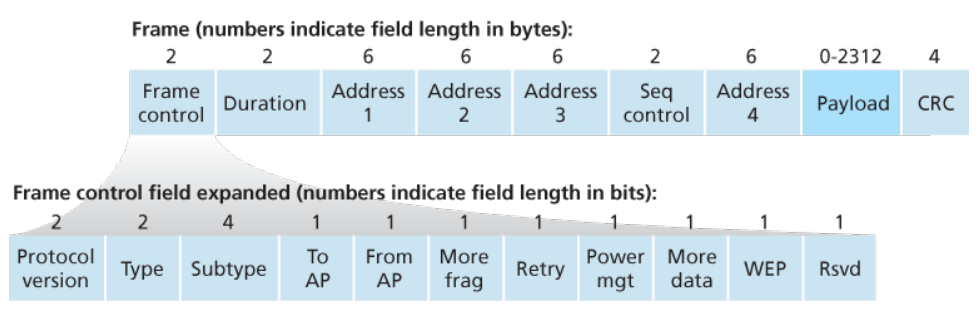 Frame (numbers indicate field length in bytes):
2 2 6 6 6 2 6 0-2312 4
Frame control Duration Address 1 Address 2 Address 3 Seq control Address 4 Payload CRC
Frame control field expanded (numbers indicate field length in bits):
2 2 4 1 1 1 1 1 1 1 1
Protocol version Type Subtype To AP From AP More frag Retry Power mgt More data WEP Rsvd